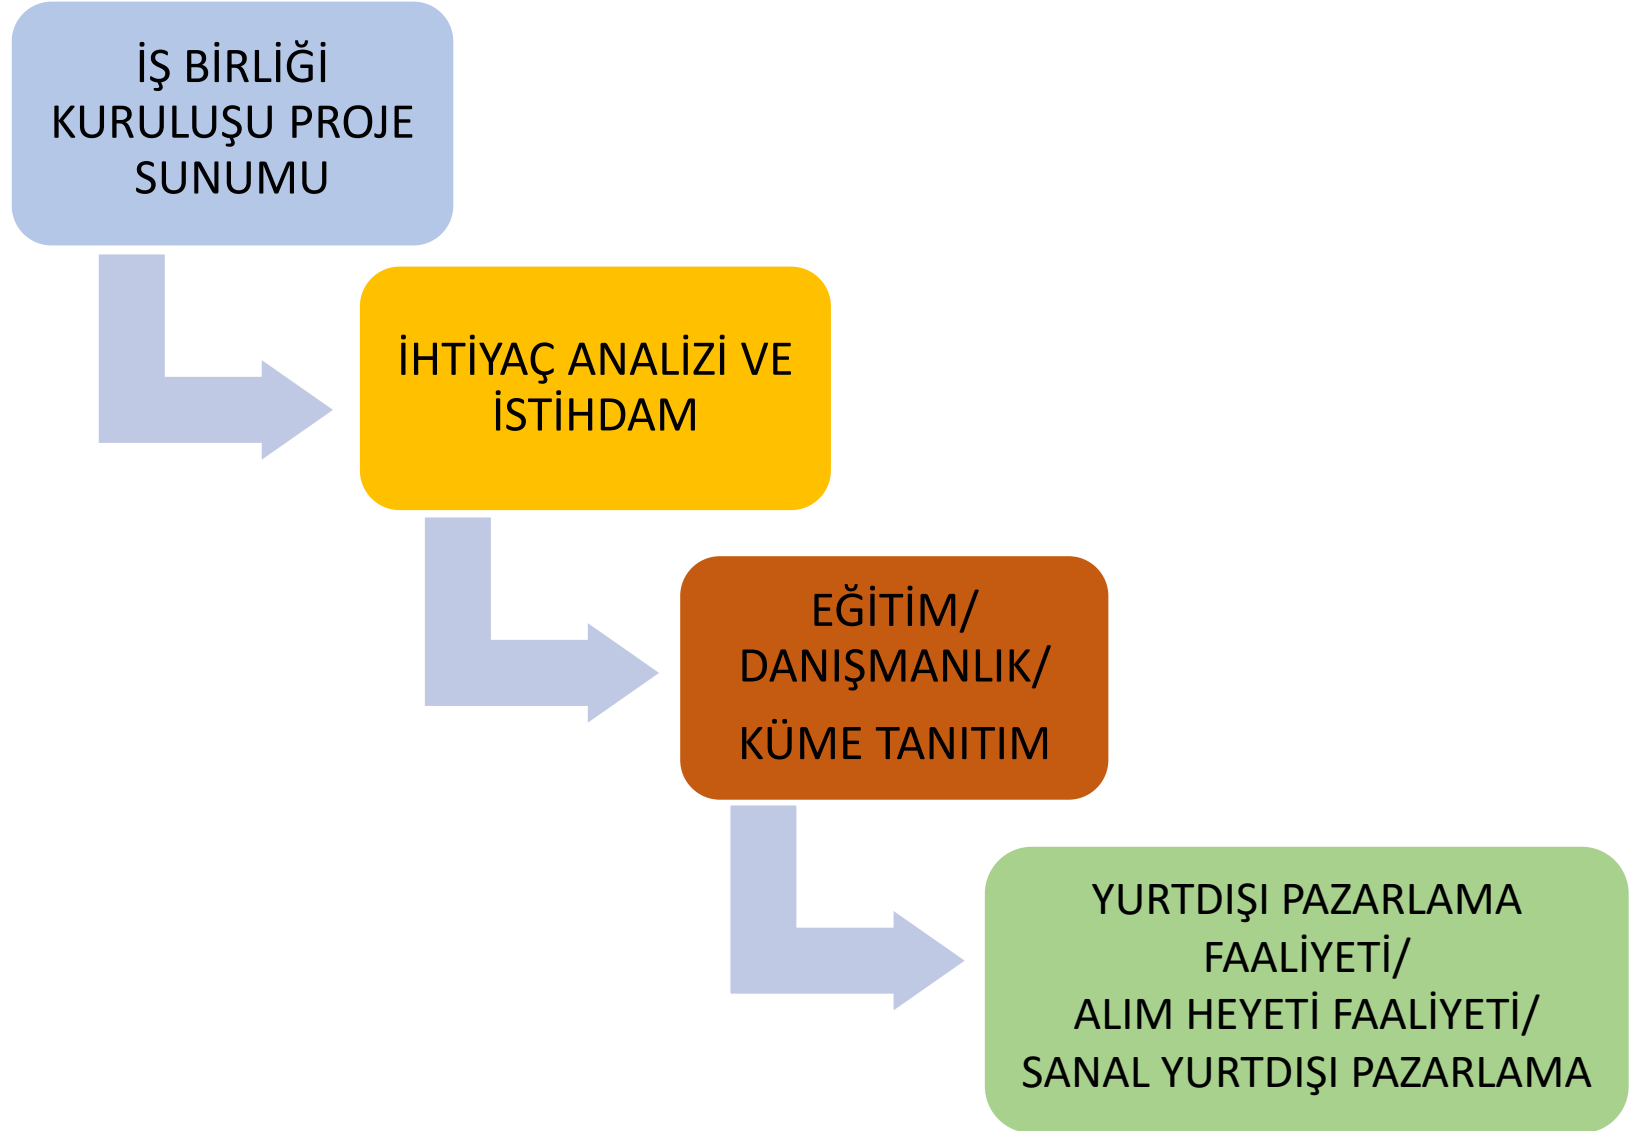 İŞ BİRLİĞİ
KURULUŞU PROJE
SUNUMU
İHTİYAÇ ANALİZİ VE
İSTİHDAM
EĞİTİM/
DANIŞMANLIK/
KÜME TANITIM
YURTDIŞI PAZARLAMA
FAALİYETİ/
ALIM HEYETİ FAALİYETİ/
SANAL YURTDIŞI PAZARLAMA